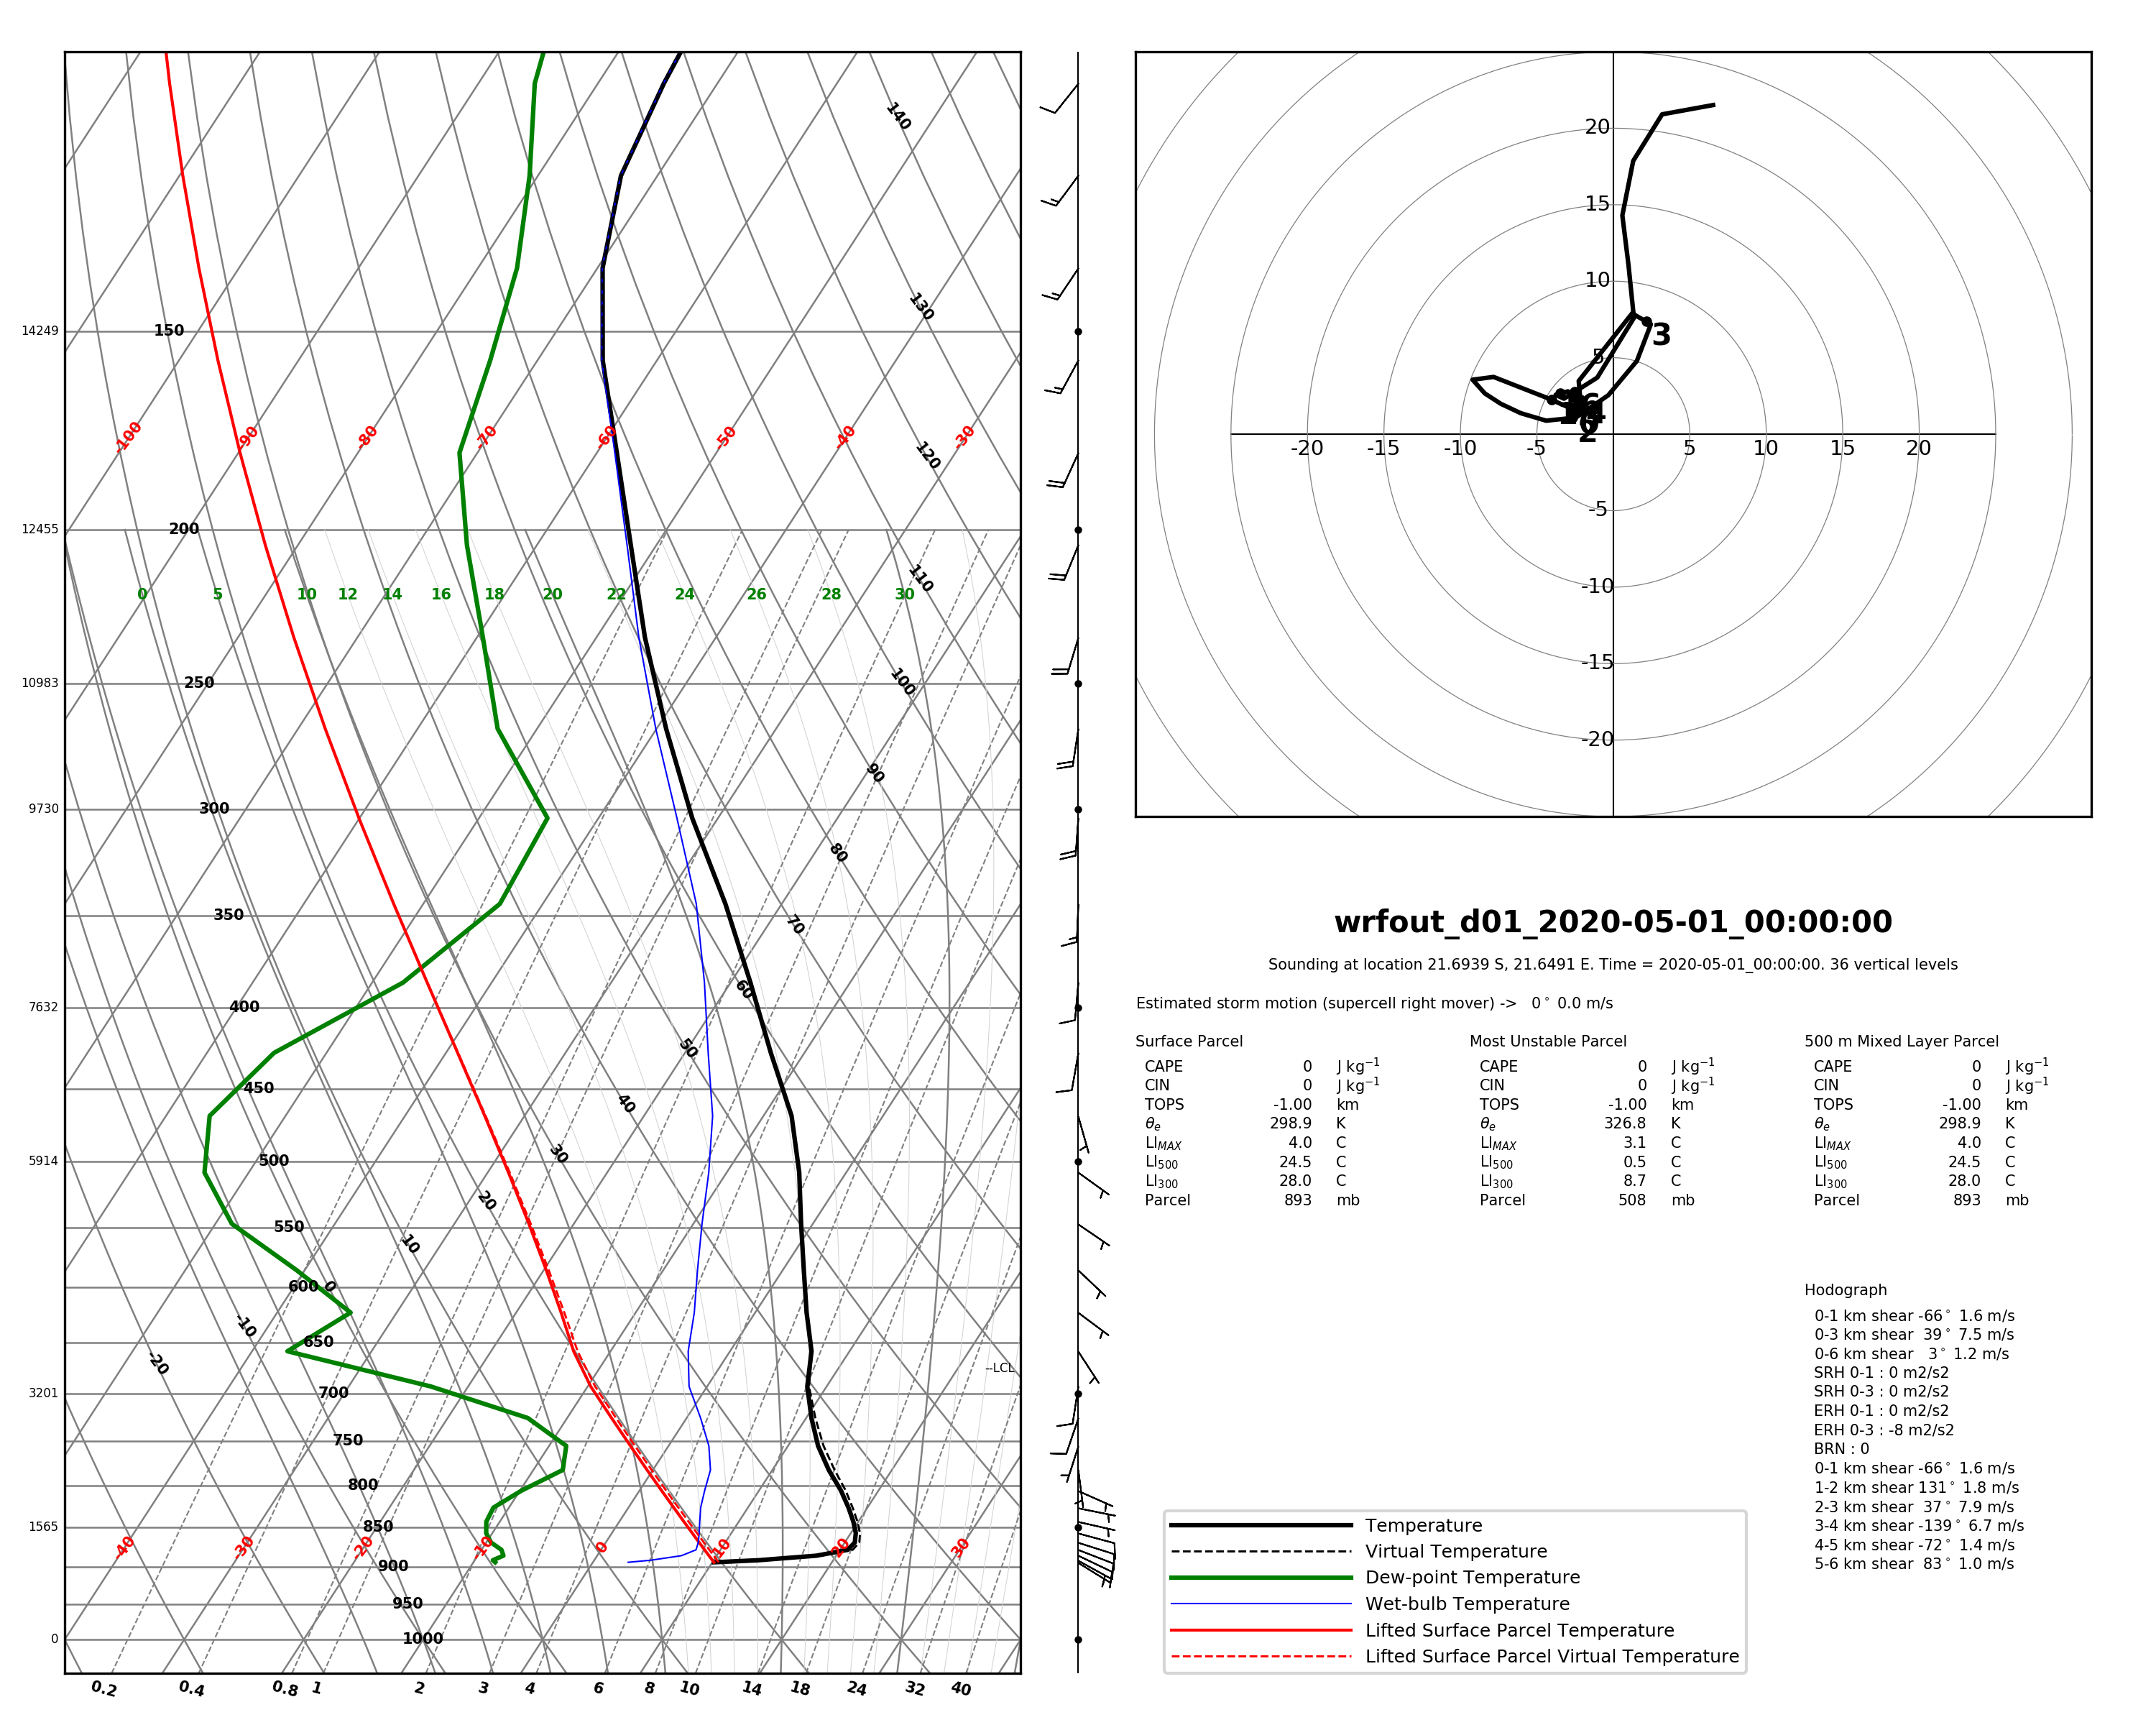 140
130
14249 150
-100 -90 -80 -70 -60 -50 -40 -30
120
12455 200
110
0 5 10 12 14 16 18 20 22 24 26 28 30
10983 250
100
90
9730 300
80
350
70
60
7632 400
50
450
40
5914 500
30
20
550
10
600 0
-10
650
-20
--LCL
3201 700
750
800
1565 850
-40 -30 -20 -10 0 10 20 30
900
950
0 1000
0.2 0.4 0.8 1 2 3 4 6 8 10 14 18 24 32 40
20
15
10
3
5
2
-20 -15 -10 -5 5 10 15 20
-5
-10
-15
-20
wrfout_d01_2020-05-01_00:00:00
Sounding at location 21.6939 S, 21.6491 E. Time = 2020-05-01_00:00:00. 36 vertical levels
Estimated storm motion (supercell right mover) -> 0° 0.0 m/s
Surface Parcel
CAPE 0 J kg⁻¹
CIN 0 J kg⁻¹
TOPS -1.00 km
θe 298.9 K
LI MAX 4.0 C
LI 500 24.5 C
LI 300 28.0 C
Parcel 893 mb
Most Unstable Parcel
CAPE 0 J kg⁻¹
CIN 0 J kg⁻¹
TOPS -1.00 km
θe 326.8 K
LI MAX 3.1 C
LI 500 0.5 C
LI 300 8.7 C
Parcel 508 mb
500 m Mixed Layer Parcel
CAPE 0 J kg⁻¹
CIN 0 J kg⁻¹
TOPS -1.00 km
θe 298.9 K
LI MAX 4.0 C
LI 500 24.5 C
LI 300 28.0 C
Parcel 893 mb
Hodograph
0-1 km shear -66° 1.6 m/s
0-3 km shear 39° 7.5 m/s
0-6 km shear 3° 1.2 m/s
SRH 0-1 : 0 m2/s2
SRH 0-3 : 0 m2/s2
ERH 0-1 : 0 m2/s2
ERH 0-3 : -8 m2/s2
BRN : 0
0-1 km shear -66° 1.6 m/s
1-2 km shear 131° 1.8 m/s
2-3 km shear 37° 7.9 m/s
3-4 km shear -139° 6.7 m/s
4-5 km shear -72° 1.4 m/s
5-6 km shear 83° 1.0 m/s
Temperature
Virtual Temperature
Dew-point Temperature
Wet-bulb Temperature
Lifted Surface Parcel Temperature
Lifted Surface Parcel Virtual Temperature